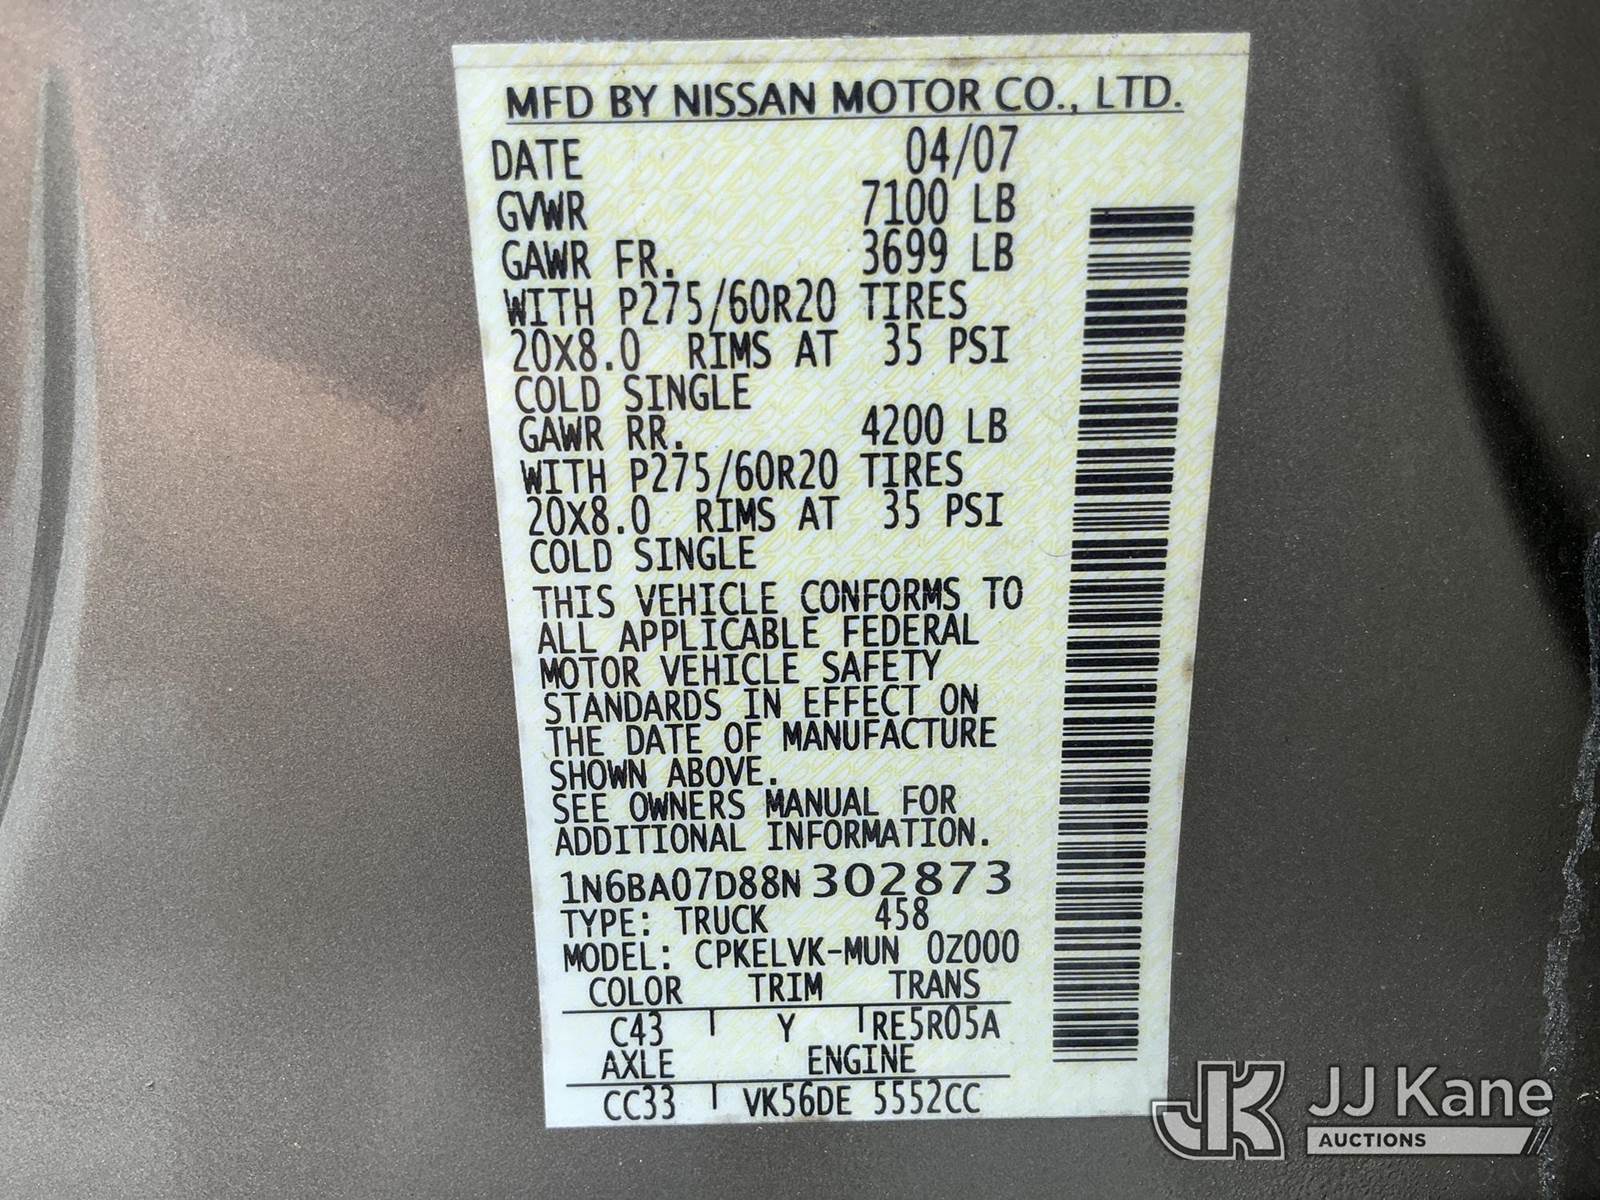 MFD BY NISSAN MOTOR CO., LTD.
DATE 04/07
GVWR 7100 LB
GAWR FR. 3699 LB
WITH P275/60R20 TIRES
20X8.0 RIMS AT 35 PSI
COLD SINGLE
GAWR RR. 4200 LB
WITH P275/60R20 TIRES
20X8.0 RIMS AT 35 PSI
COLD SINGLE
THIS VEHICLE CONFORMS TO
ALL APPLICABLE FEDERAL
MOTOR VEHICLE SAFETY
STANDARDS IN EFFECT ON
THE DATE OF MANUFACTURE
SHOWN ABOVE.
SEE OWNERS MANUAL FOR
ADDITIONAL INFORMATION.
1N6BA07D88N302873
TYPE: TRUCK 458
MODEL: CPKELVK-MUN 0Z000
COLOR TRIM TRANS
C43 Y RE5R05A
AXLE ENGINE
CC33 VK56DE 5552CC
JK JJ Kane
AUCTIONS